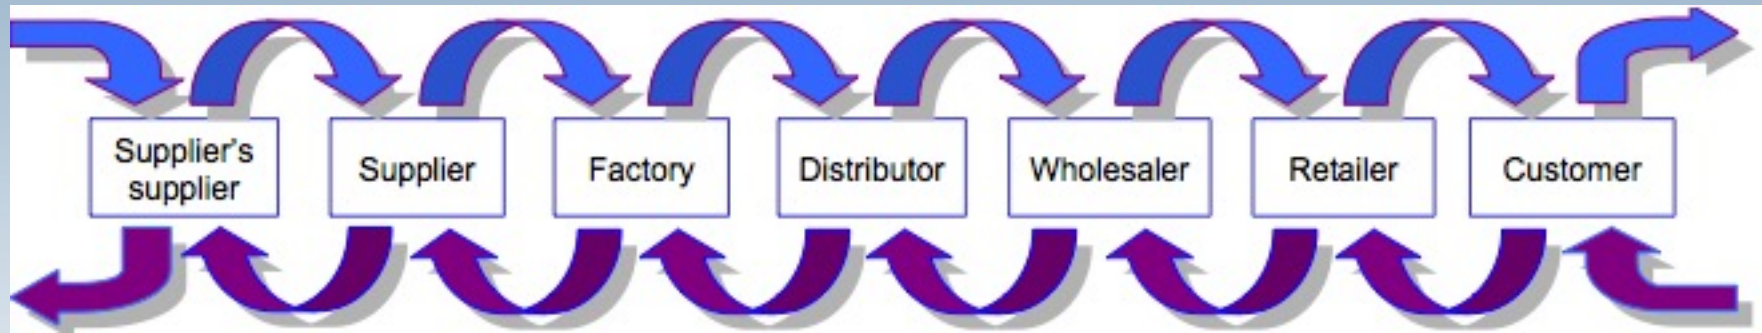 Supplier's
supplier
Supplier
Factory
Distributor
Wholesaler
Retailer
Customer